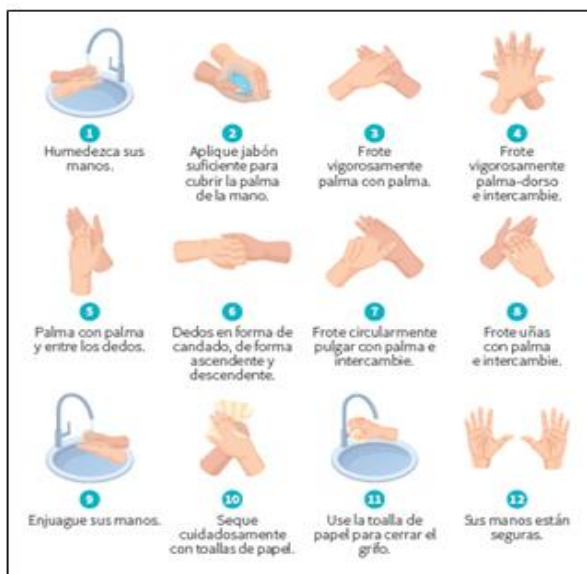 1
Humedezca sus
manos.
2
Aplique jabón
suficiente para
cubrir la palma
de la mano.
3
Frote
vigorosamente
palma con palma.
4
Frote
vigorosamente
palma-dorso
e intercambie.
5
Palma con palma
y entre los dedos.
6
Dedos en forma de
candado, de forma
ascendente y
descendente.
7
Frote circularmente
pulgar con palma e
intercambie.
8
Frote uñas
con palma
e intercambie.
9
Enjuague sus manos.
10
Seque
cuidadosamente
con toallas de papel.
11
Use la toalla de
papel para cerrar el
grifo.
12
Sus manos están
seguras.